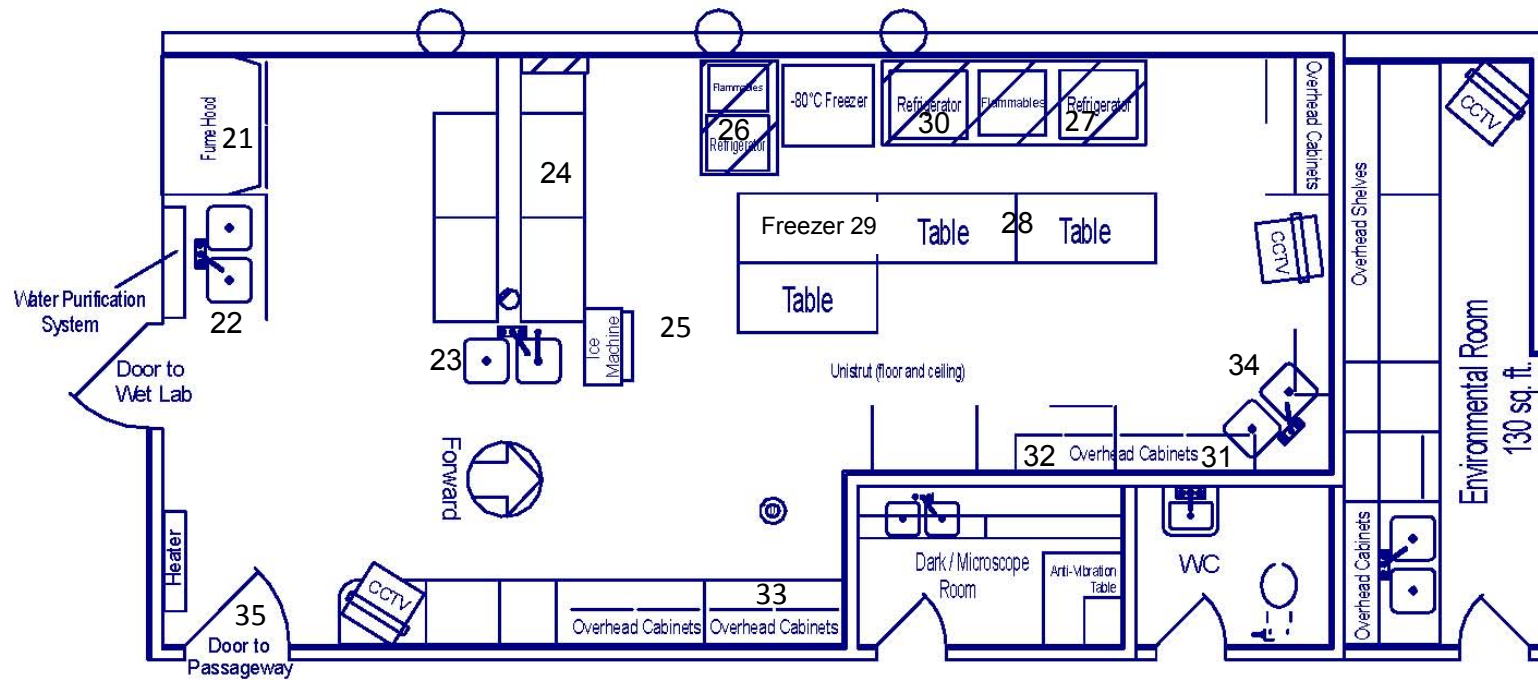 Fume Hood
21
Water Purification
System
22
Door to
Wet Lab
Heater
35
Door to
Passageway
23
24
Ice
Machine
25
Forward
CCTV
Flammables
26
Refrigerator
-80°C Freezer
Refrigerator
30
Flammables
Refrigerator
27
Freezer 29
Table
28
Table
Table
Unistrut (floor and ceiling)
Overhead Cabinets
CCTV
34
32
Overhead Cabinets
31
33
Overhead Cabinets
Overhead Cabinets
Dark / Microscope
Room
Anti-Vibration
Table
WC
Overhead Shelves
CCTV
Environmental Room
130 sq. ft.
Overhead Cabinets